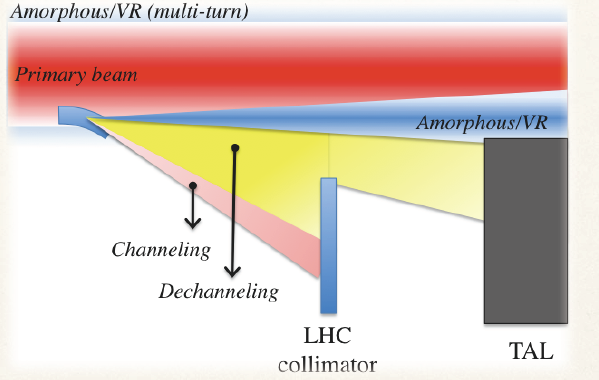 Amorphous/VR (multi-turn)
Primary beam
Amorphous/VR
Channeling
Dechanneling
LHC
collimator
TAL